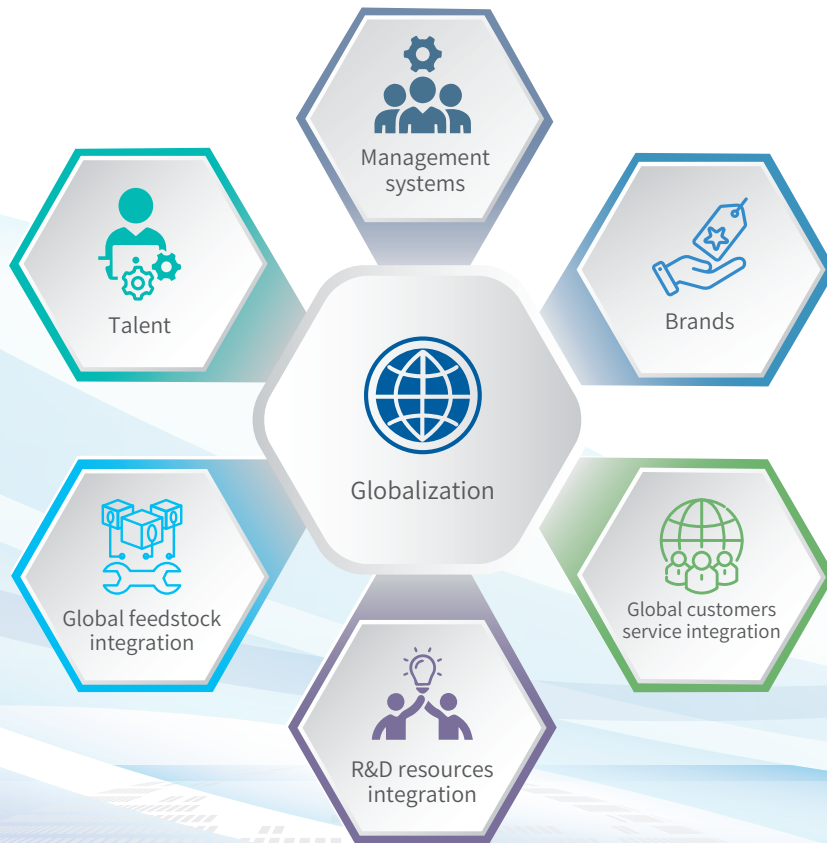 Management
systems
Talent
Brands
Globalization
Global feedstock
integration
Global customers
service integration
R&D resources
integration